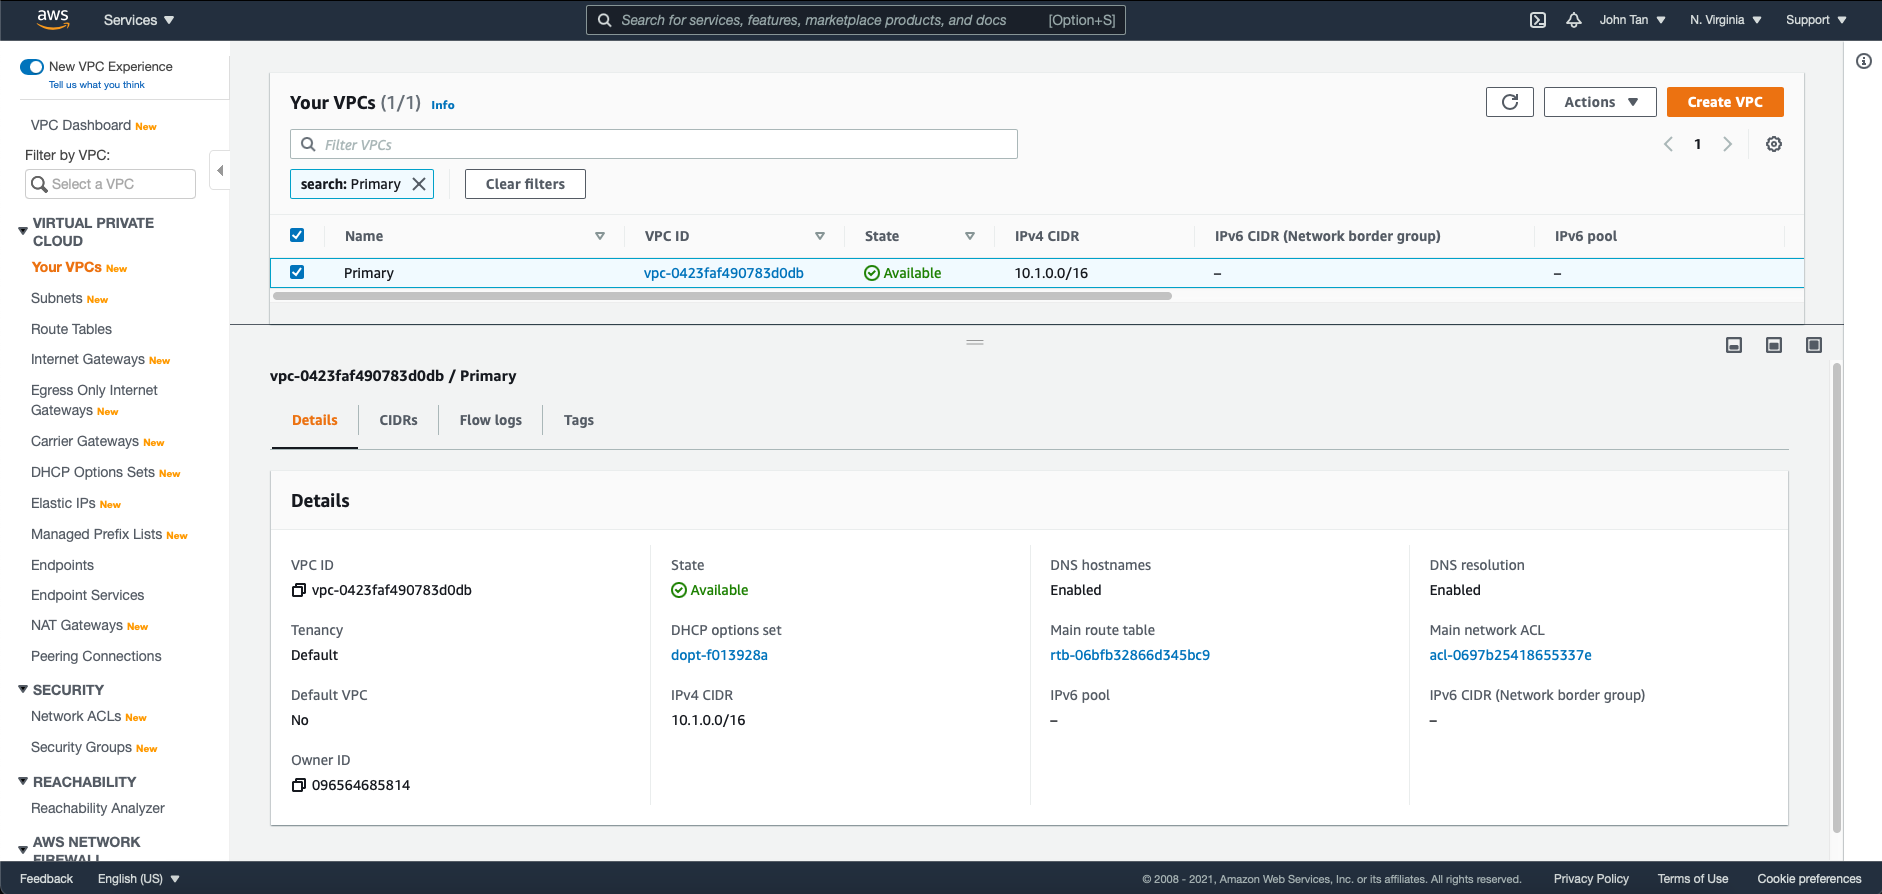 aws Services Search for services, features, marketplace products, and docs [Option+S] John Tan N. Virginia Support
New VPC Experience
Tell us what you think
VPC Dashboard New
Filter by VPC:
Select a VPC
VIRTUAL PRIVATE
CLOUD
Your VPCs New
Subnets New
Route Tables
Internet Gateways New
Egress Only Internet
Gateways New
Carrier Gateways New
DHCP Options Sets New
Elastic IPs New
Managed Prefix Lists New
Endpoints
Endpoint Services
NAT Gateways New
Peering Connections
SECURITY
Network ACLs New
Security Groups New
REACHABILITY
Reachability Analyzer
AWS NETWORK
FIREWALL
Your VPCs (1/1) Info
Actions Create VPC
Filter VPCs
1
search: Primary Clear filters
Name VPC ID State IPv4 CIDR IPv6 CIDR (Network border group) IPv6 pool
Primary vpc-0423faf490783d0db Available 10.1.0.0/16 – –
vpc-0423faf490783d0db / Primary
Details CIDRs Flow logs Tags
Details
VPC ID
vpc-0423faf490783d0db
State
Available
DNS hostnames
Enabled
DNS resolution
Enabled
Tenancy
Default
DHCP options set
dopt-f013928a
Main route table
rtb-06bfb32866d345bc9
Main network ACL
acl-0697b25418655337e
Default VPC
No
IPv4 CIDR
10.1.0.0/16
IPv6 pool
–
IPv6 CIDR (Network border group)
–
Owner ID
096564685814
Feedback English (US) © 2008 - 2021, Amazon Web Services, Inc. or its affiliates. All rights reserved. Privacy Policy Terms of Use Cookie preferences